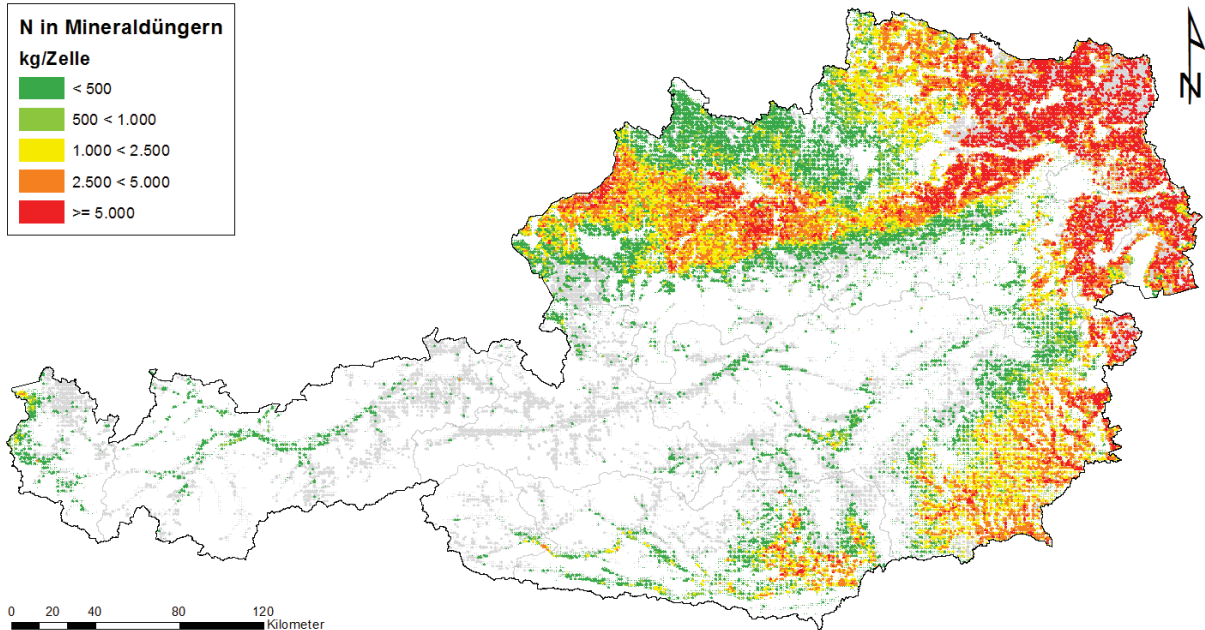 N in Mineraldüngern
kg/Zelle
< 500
500 < 1.000
1.000 < 2.500
2.500 < 5.000
>= 5.000
N
0 20 40 80 120
Kilometer